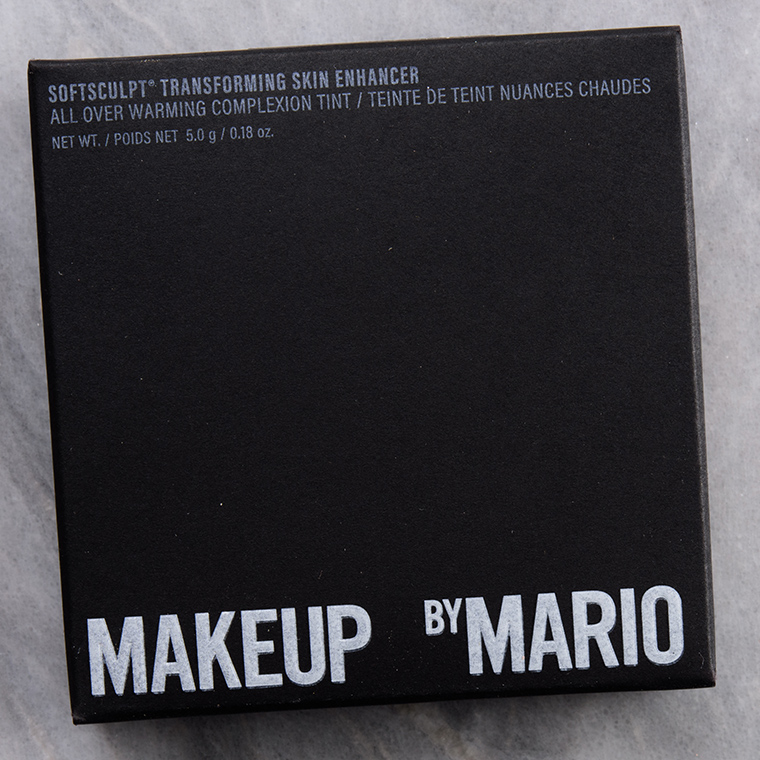 SOFTSCULPT® TRANSFORMING SKIN ENHANCER
ALL OVER WARMING COMPLEXION TINT / TEINTE DE TEINT NUANCES CHAUDES
NET WT. / POIDS NET 5.0 g / 0.18 oz.
MAKEUP BY MARIO